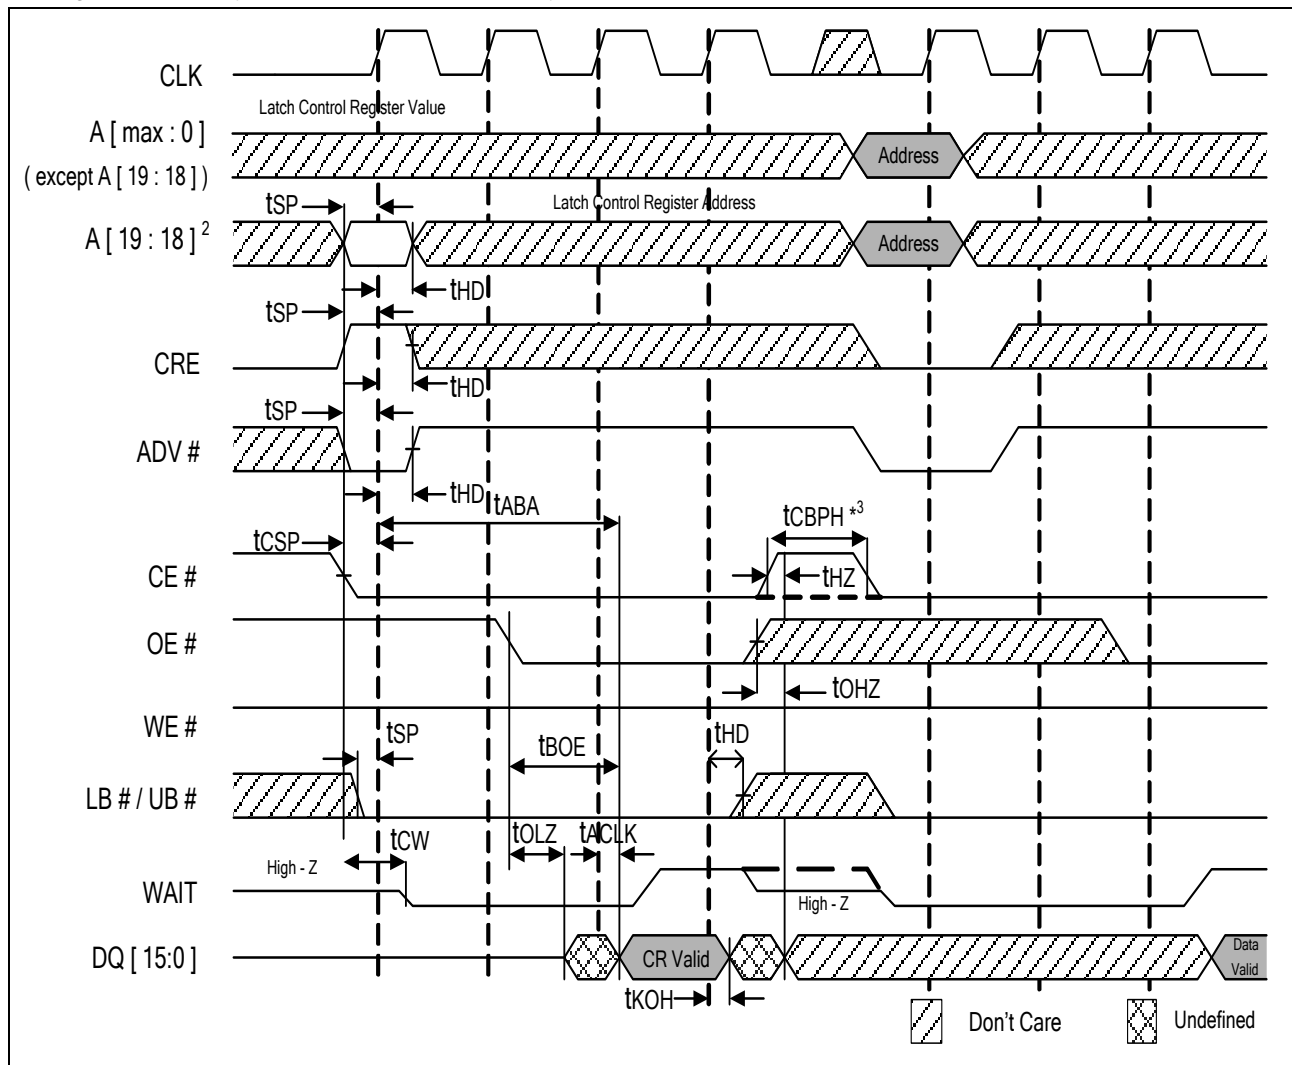 CLK
Latch Control Register Value
A [ max : 0 ]
( except A [ 19 : 18 ] )
Address
tSP
Latch Control Register Address
A [ 19 : 18 ] 2
Address
tHD
tSP
CRE
tHD
tSP
ADV #
tHD
tABA
tCBPH *3
tCSP
CE #
tHZ
OE #
tOHZ
WE #
tSP
tBOE
tHD
LB # / UB #
tCW
tOLZ
tACLK
High - Z
WAIT
High - Z
DQ [ 15:0 ]
CR Valid
Data
Valid
tKOH
Don't Care
Undefined